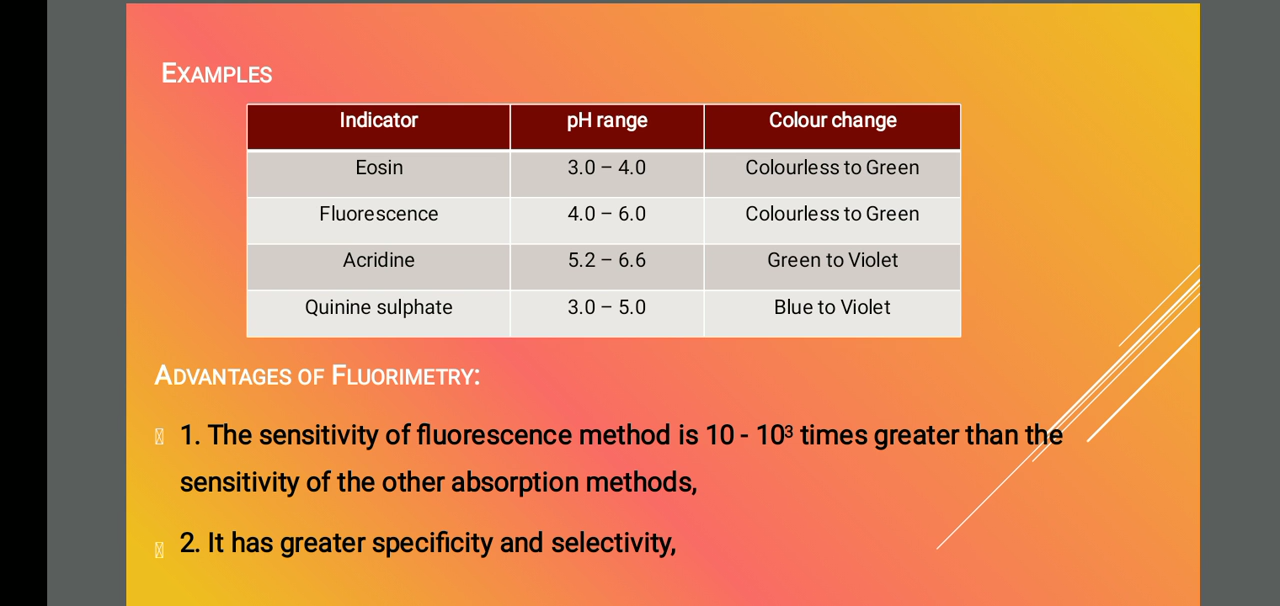 EXAMPLES
Indicator pH range Colour change
Eosin 3.0 – 4.0 Colourless to Green
Fluorescence 4.0 – 6.0 Colourless to Green
Acridine 5.2 – 6.6 Green to Violet
Quinine sulphate 3.0 – 5.0 Blue to Violet
ADVANTAGES OF FLUORIMETRY:
1. The sensitivity of fluorescence method is 10 - 10³ times greater than the
sensitivity of the other absorption methods,
2. It has greater specificity and selectivity,